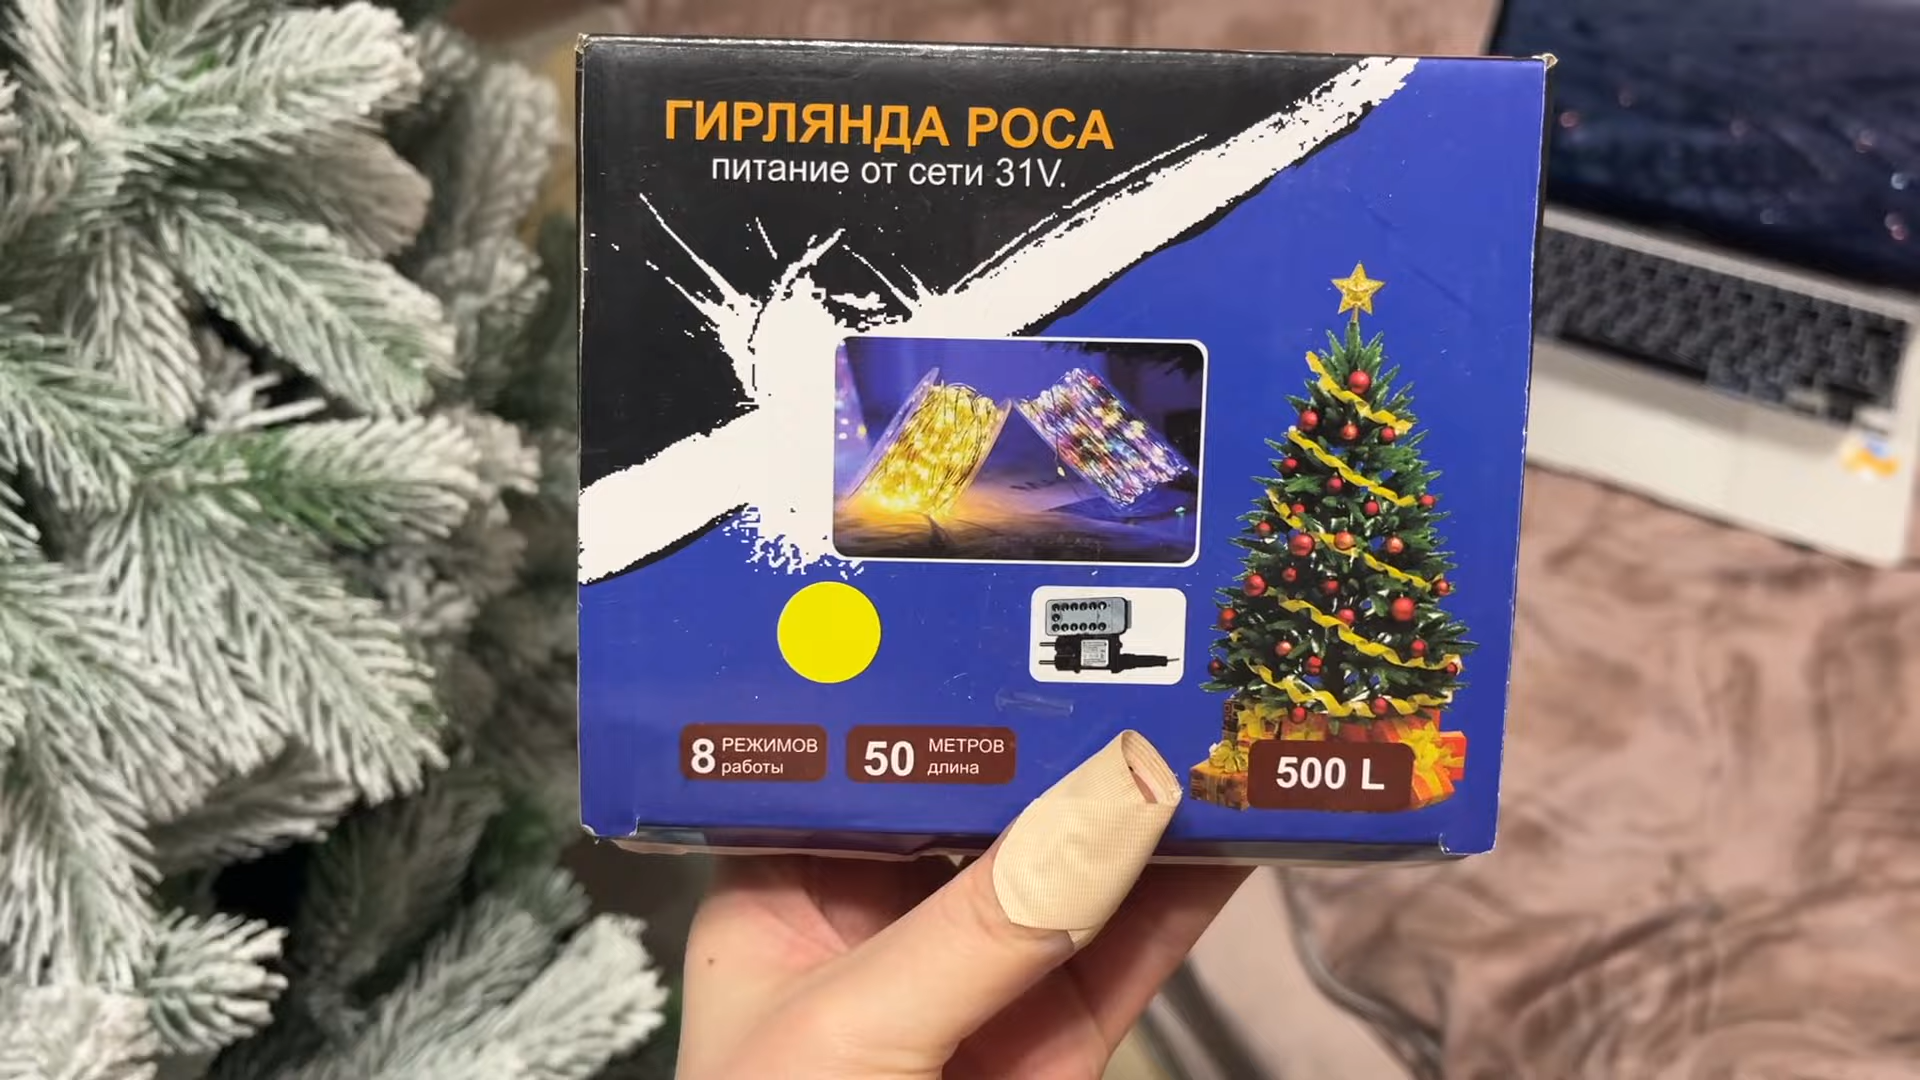 ГИРЛЯНДА РОСА
питание от сети 31V.
8 РЕЖИМОВ
работы
50 МЕТРОВ
длина
500 L